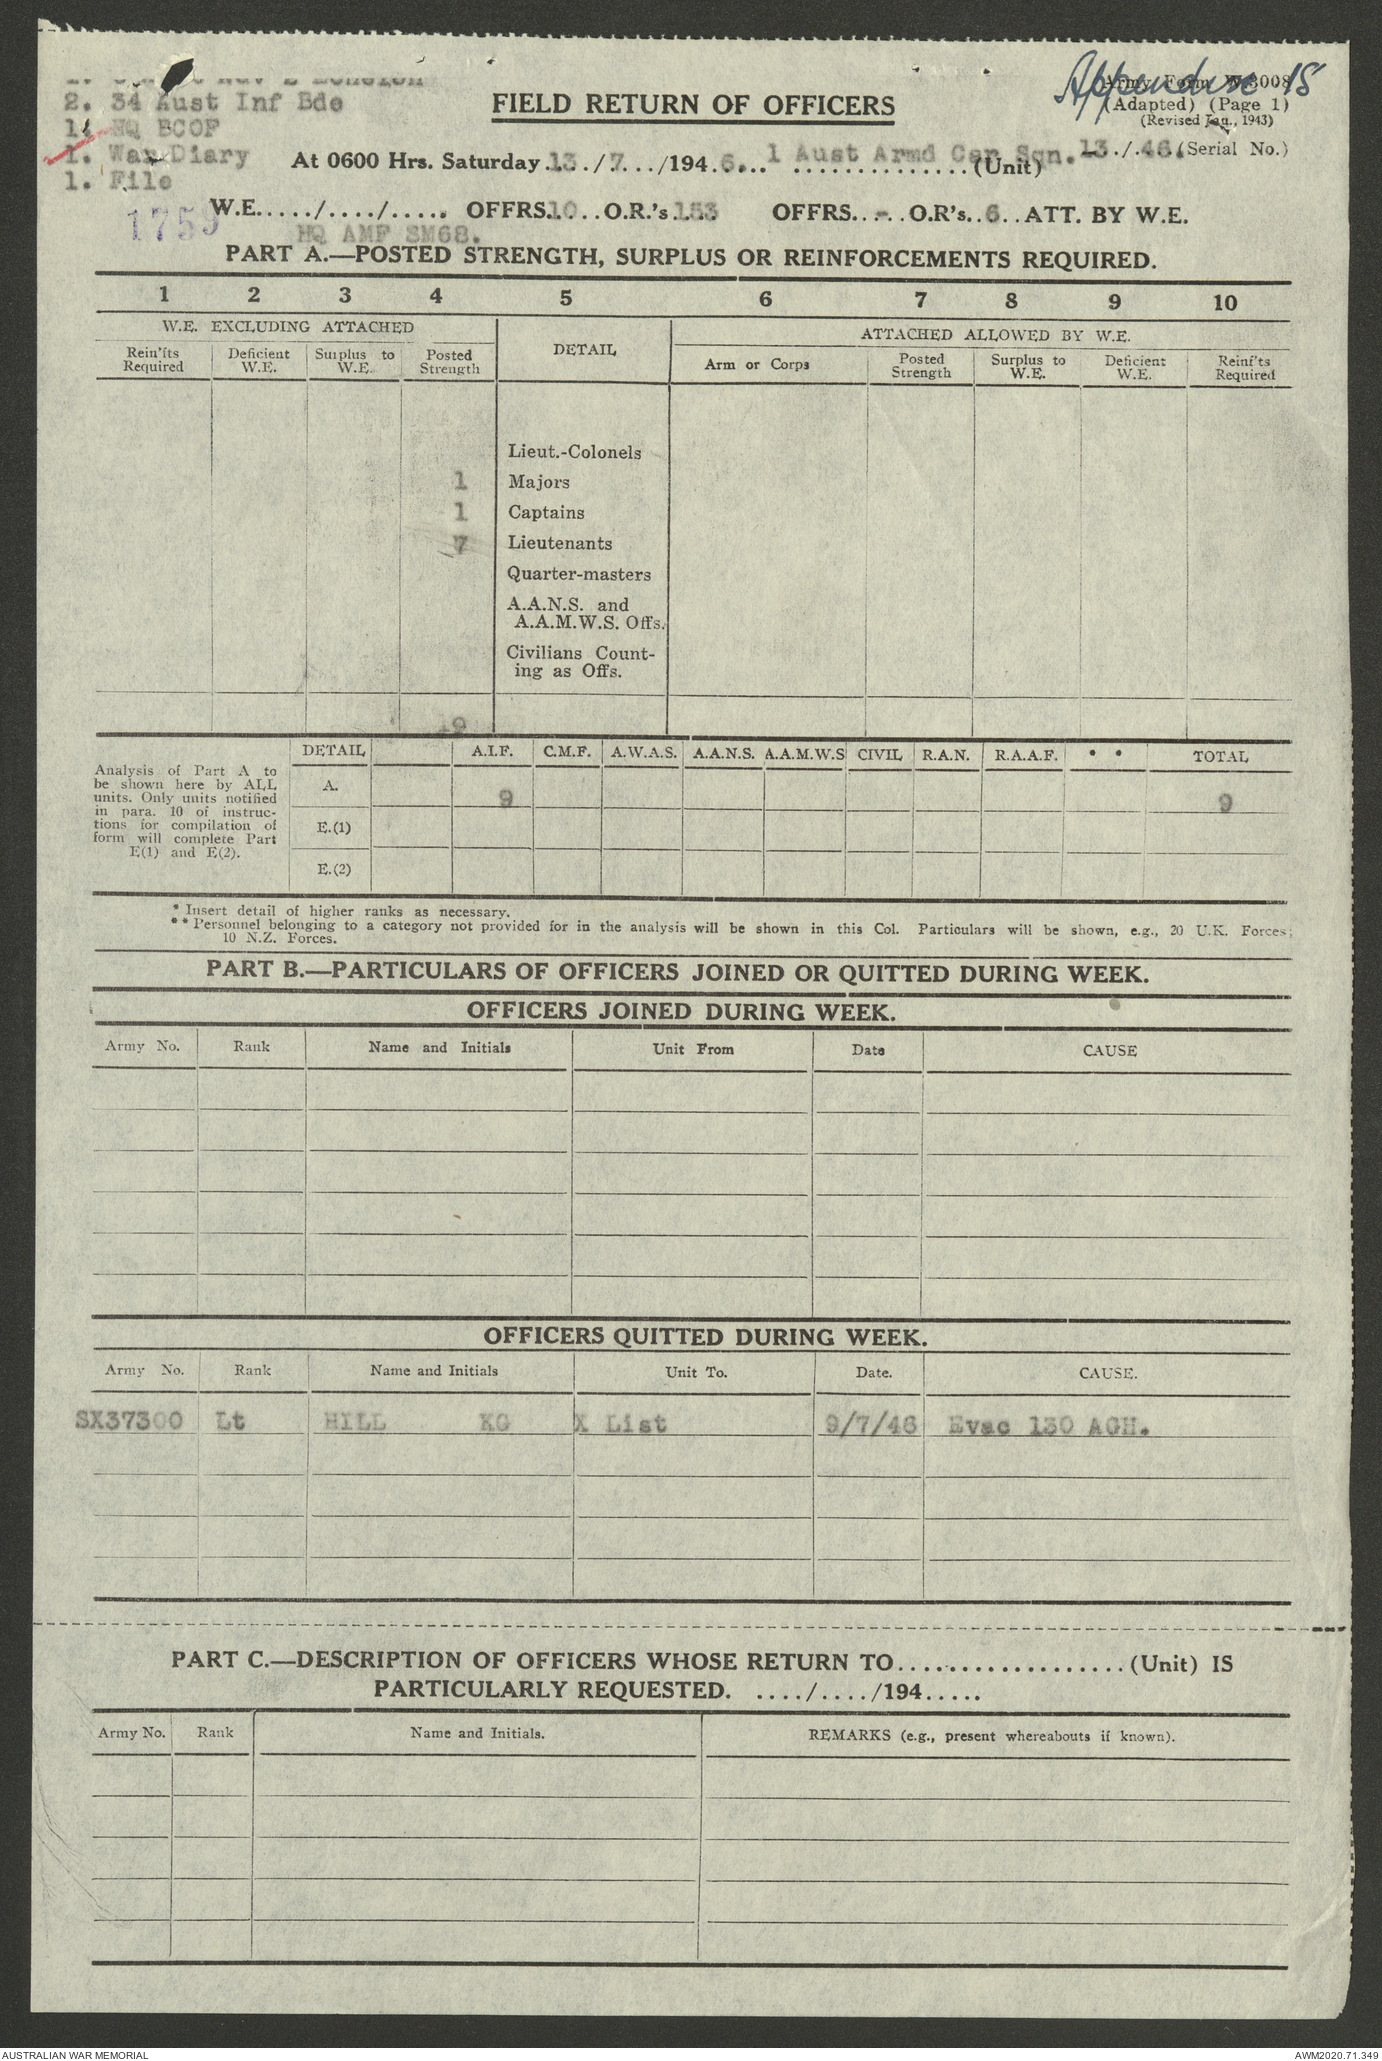 Appendix 15
2. 34 Aust Inf Bde
1. HQ BCOF
1. War Diary
1. File
1759
FIELD RETURN OF OFFICERS
Army Form W.3008
(Adapted) (Page 1)
(Revised Jan., 1943)
At 0600 Hrs. Saturday 13./7.../194.6... 1 Aust Armd Car Sqn. (Unit) 13./.46. (Serial No.)
W.E...../..../..... OFFRS.10..O.R.'s.153 OFFRS..-..O.R's..6..ATT. BY W.E.
HQ AMF SM68.
PART A.—POSTED STRENGTH, SURPLUS OR REINFORCEMENTS REQUIRED.
1 2 3 4 5 6 7 8 9 10
W.E. EXCLUDING ATTACHED DETAIL ATTACHED ALLOWED BY W.E.
Rein'fts Required Deficient W.E. Surplus to W.E. Posted Strength Arm or Corps Posted Strength Surplus to W.E. Deficient W.E. Reinf'ts Required
Lieut.-Colonels
1 Majors
1 Captains
7 Lieutenants
Quarter-masters
A.A.N.S. and
A.A.M.W.S. Offs.
Civilians Count-
ing as Offs.
9
DETAIL A.I.F. C.M.F. A.W.A.S. A.A.N.S. A.A.M.W.S CIVIL R.A.N. R.A.A.F. * * TOTAL
Analysis of Part A to
be shown here by ALL
units. Only units notified
in para. 10 of instruc-
tions for compilation of
form will complete Part
E(1) and E(2).
A. 9 9
E.(1)
E.(2)
* Insert detail of higher ranks as necessary.
** Personnel belonging to a category not provided for in the analysis will be shown in this Col. Particulars will be shown, e.g., 20 U.K. Forces;
10 N.Z. Forces.
PART B.—PARTICULARS OF OFFICERS JOINED OR QUITTED DURING WEEK.
OFFICERS JOINED DURING WEEK.
Army No. Rank Name and Initials Unit From Date CAUSE
OFFICERS QUITTED DURING WEEK.
Army No. Rank Name and Initials Unit To. Date. CAUSE.
SX37300 Lt HILL KG X List 9/7/46 Evac 130 AGH.
PART C.—DESCRIPTION OF OFFICERS WHOSE RETURN TO................... (Unit) IS
PARTICULARLY REQUESTED. ..../..../194.....
Army No. Rank Name and Initials. REMARKS (e.g., present whereabouts if known).
AUSTRALIAN WAR MEMORIAL
AWM2020.71.349